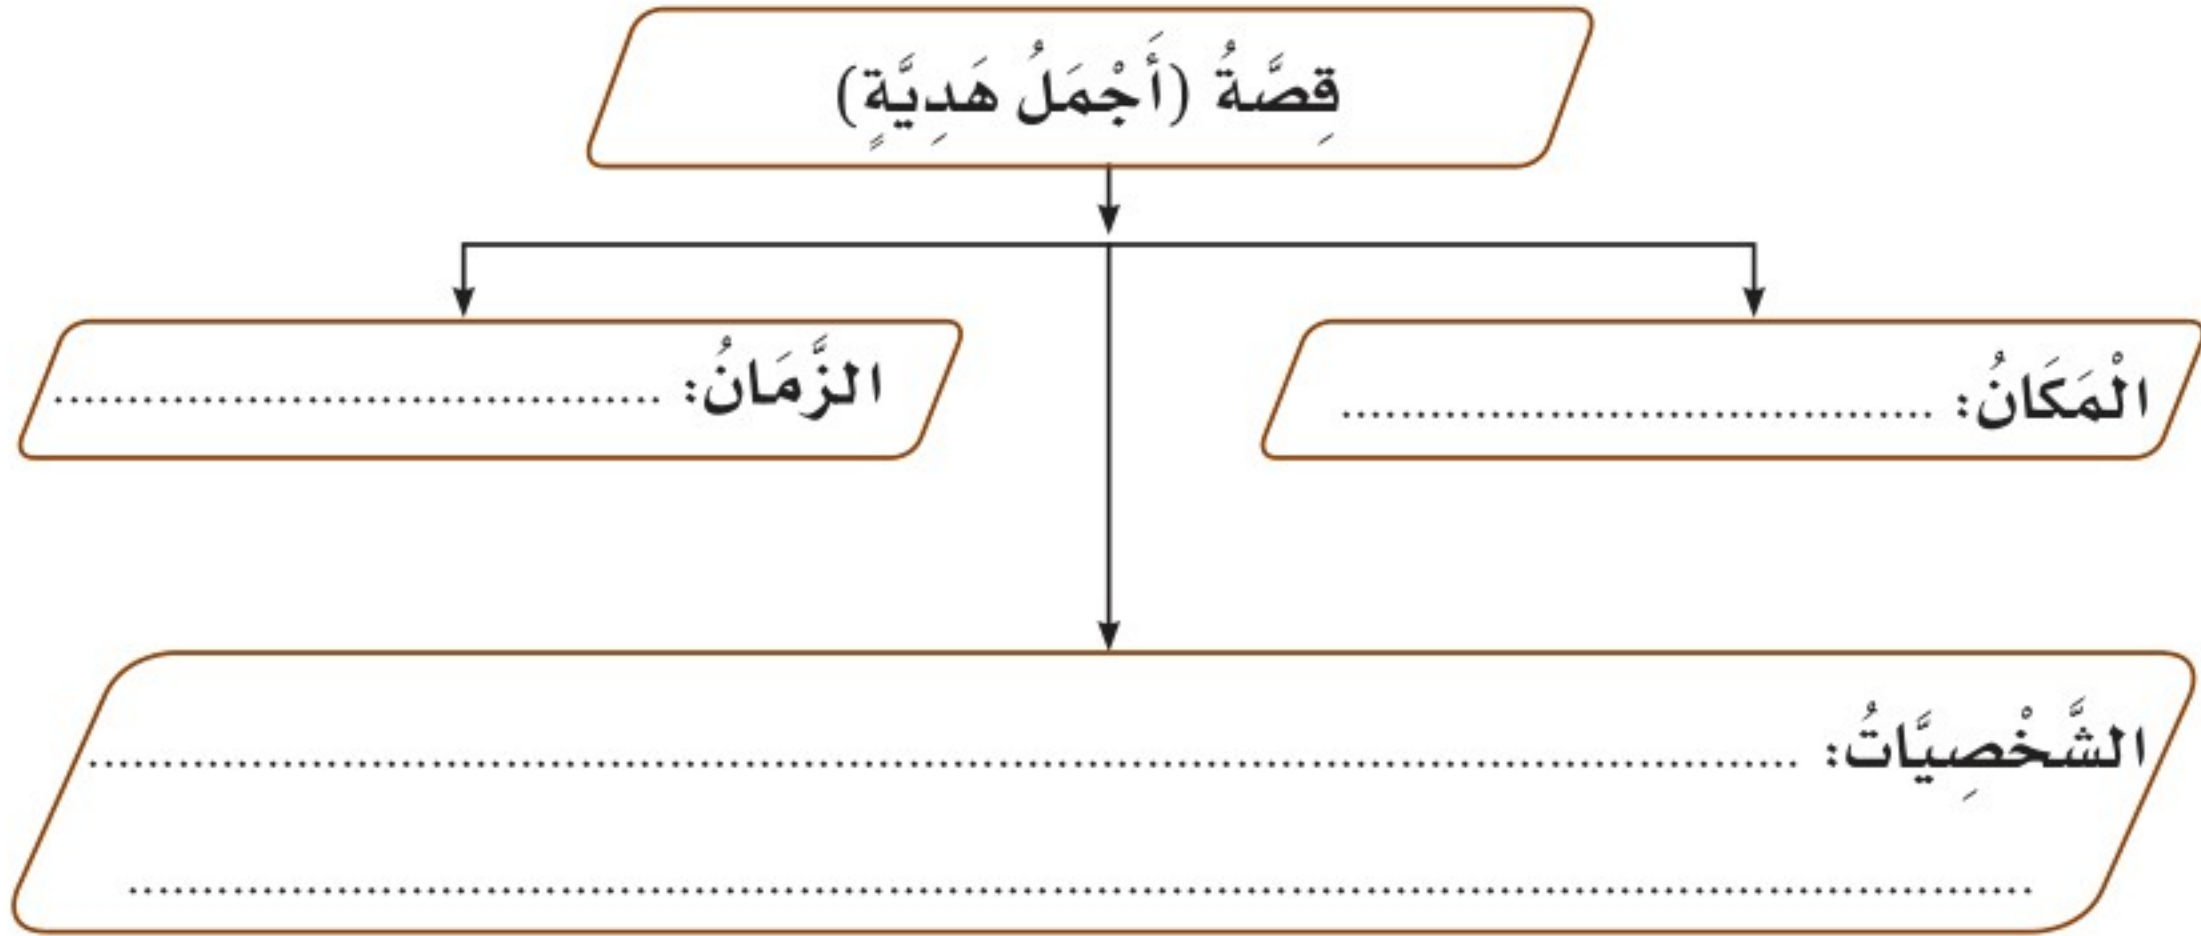 قِصَّةُ (أَجْمَلُ هَدِيَّةٍ)
الْمَكَانُ: ........................................
الزَّمَانُ: ........................................
الشَّخْصِيَّاتُ: ................................................................................
................................................................................